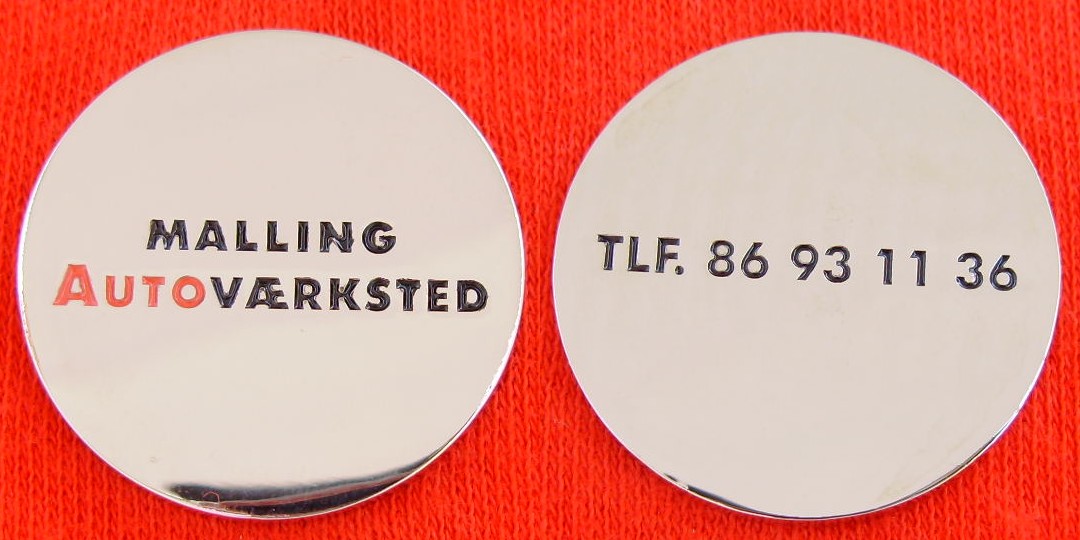 MALLING
AUTOVÆRKSTED
TLF. 86 93 11 36